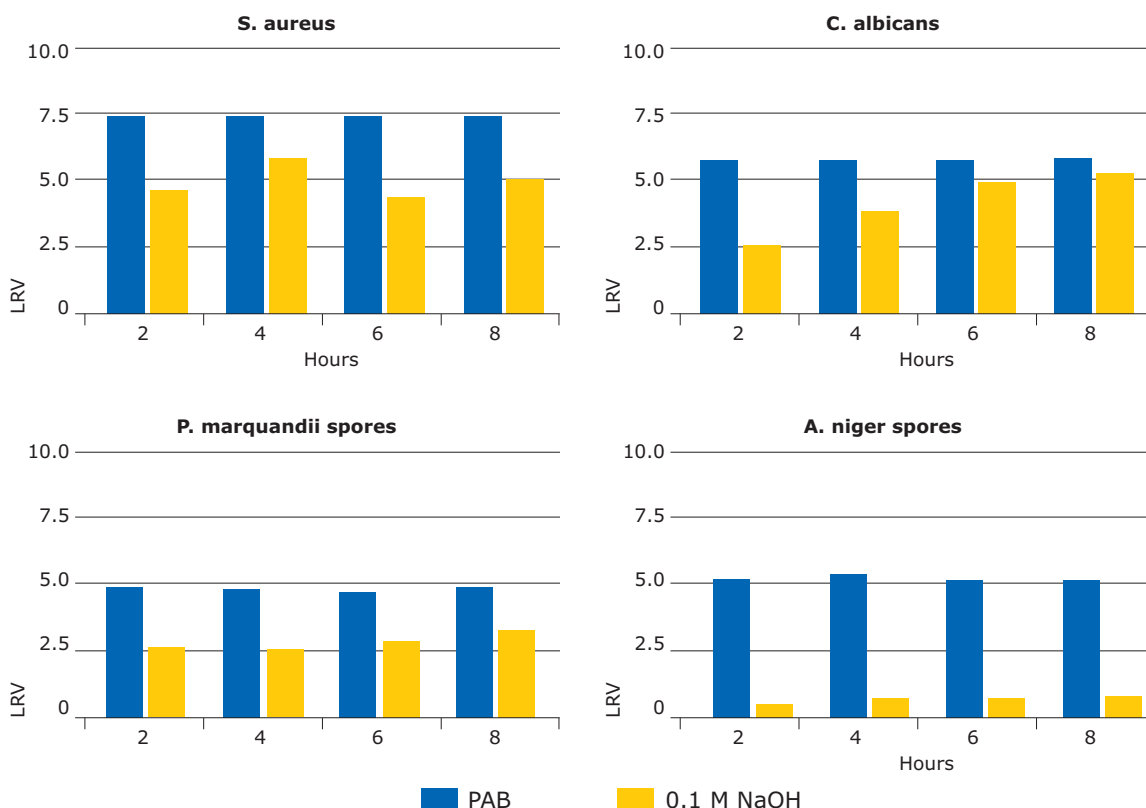 S. aureus
10.0
7.5
5.0
2.5
0
LRV
2 4 6 8
Hours
C. albicans
10.0
7.5
5.0
2.5
0
LRV
2 4 6 8
Hours
P. marquandii spores
10.0
7.5
5.0
2.5
0
LRV
2 4 6 8
A. niger spores
10.0
7.5
5.0
2.5
0
LRV
2 4 6 8
Hours
PAB 0.1 M NaOH